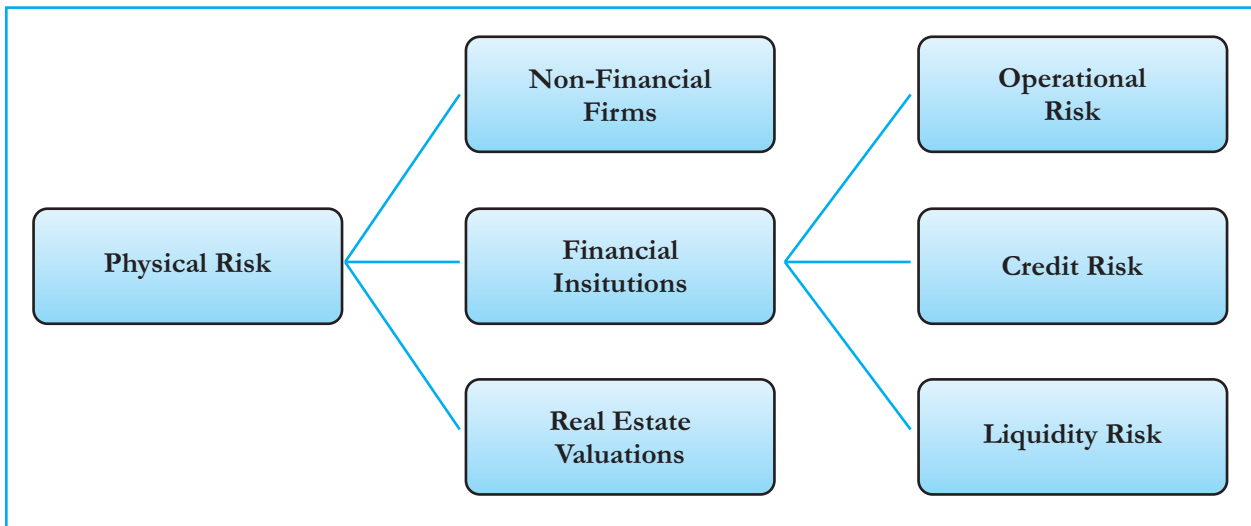 Physical Risk
Non-Financial
Firms
Financial
Insitutions
Real Estate
Valuations
Operational
Risk
Credit Risk
Liquidity Risk